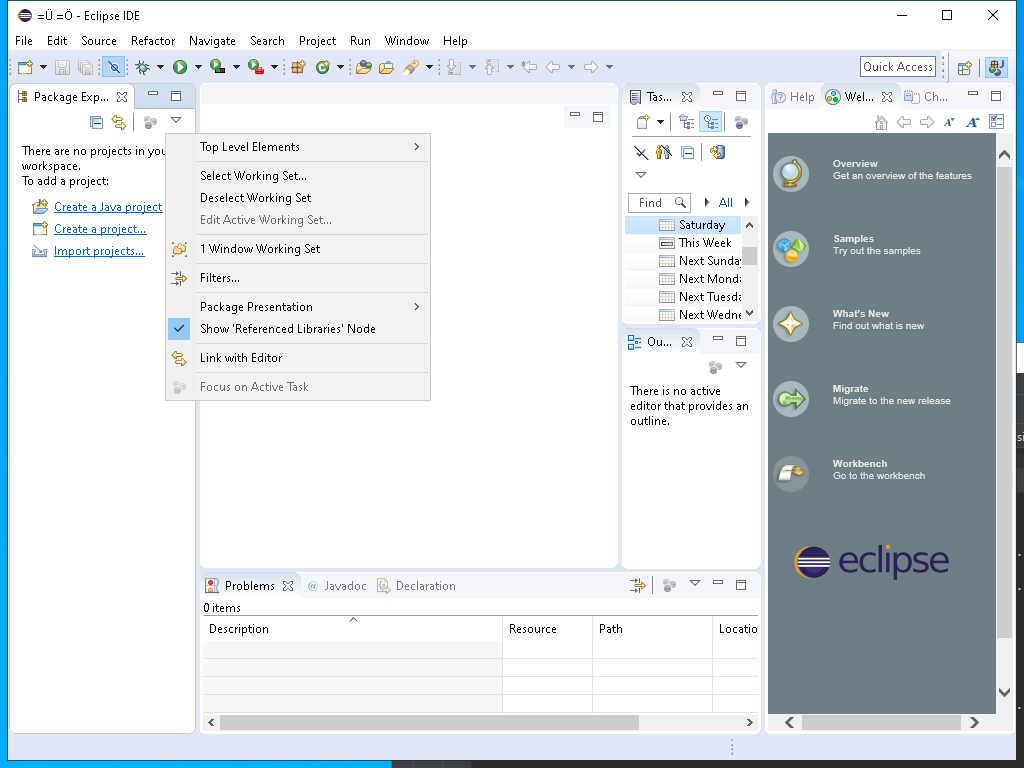 =Ü =Ö - Eclipse IDE
File Edit Source Refactor Navigate Search Project Run Window Help
Quick Access
Package Exp...
There are no projects in you
workspace.
To add a project:
Create a Java project
Create a project...
Import projects...
Top Level Elements
Select Working Set...
Deselect Working Set
Edit Active Working Set...
1 Window Working Set
Filters...
Package Presentation
Show 'Referenced Libraries' Node
Link with Editor
Focus on Active Task
Tas...
Find All
Saturday
This Week
Next Sunday
Next Monda
Next Tuesda
Next Wedne
Ou...
There is no active
editor that provides an
outline.
Help Wel... Ch...
Overview
Get an overview of the features
Samples
Try out the samples
What's New
Find out what is new
Migrate
Migrate to the new release
Workbench
Go to the workbench
eclipse
Problems @ Javadoc Declaration
0 items
Description Resource Path Locatio